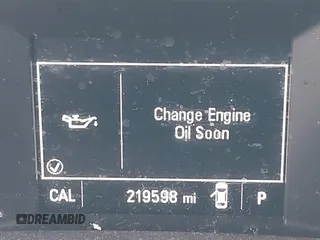 Change Engine
Oil Soon
CAL 219598 mi P
DREAMBID